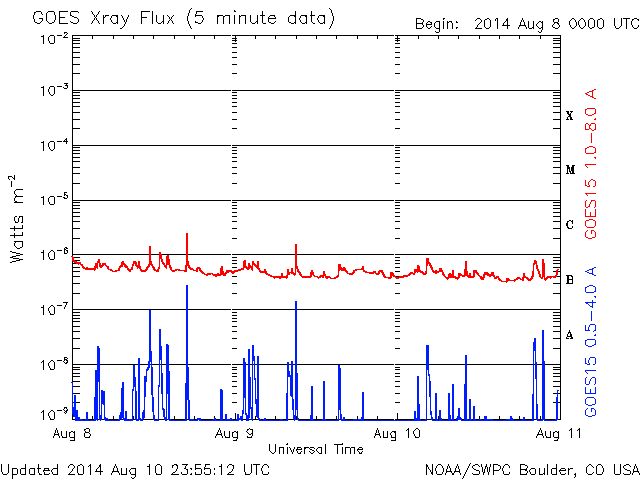 GOES Xray Flux (5 minute data)
Begin: 2014 Aug 8 0000 UTC
10⁻²
10⁻³
10⁻⁴
10⁻⁵
10⁻⁶
10⁻⁷
10⁻⁸
10⁻⁹
Watts m⁻²
X
M
C
B
A
GOES15 1.0–8.0 A
GOES15 0.5–4.0 A
Aug 8
Aug 9
Aug 10
Aug 11
Universal Time
Updated 2014 Aug 10 23:55:12 UTC
NOAA/SWPC Boulder, CO USA